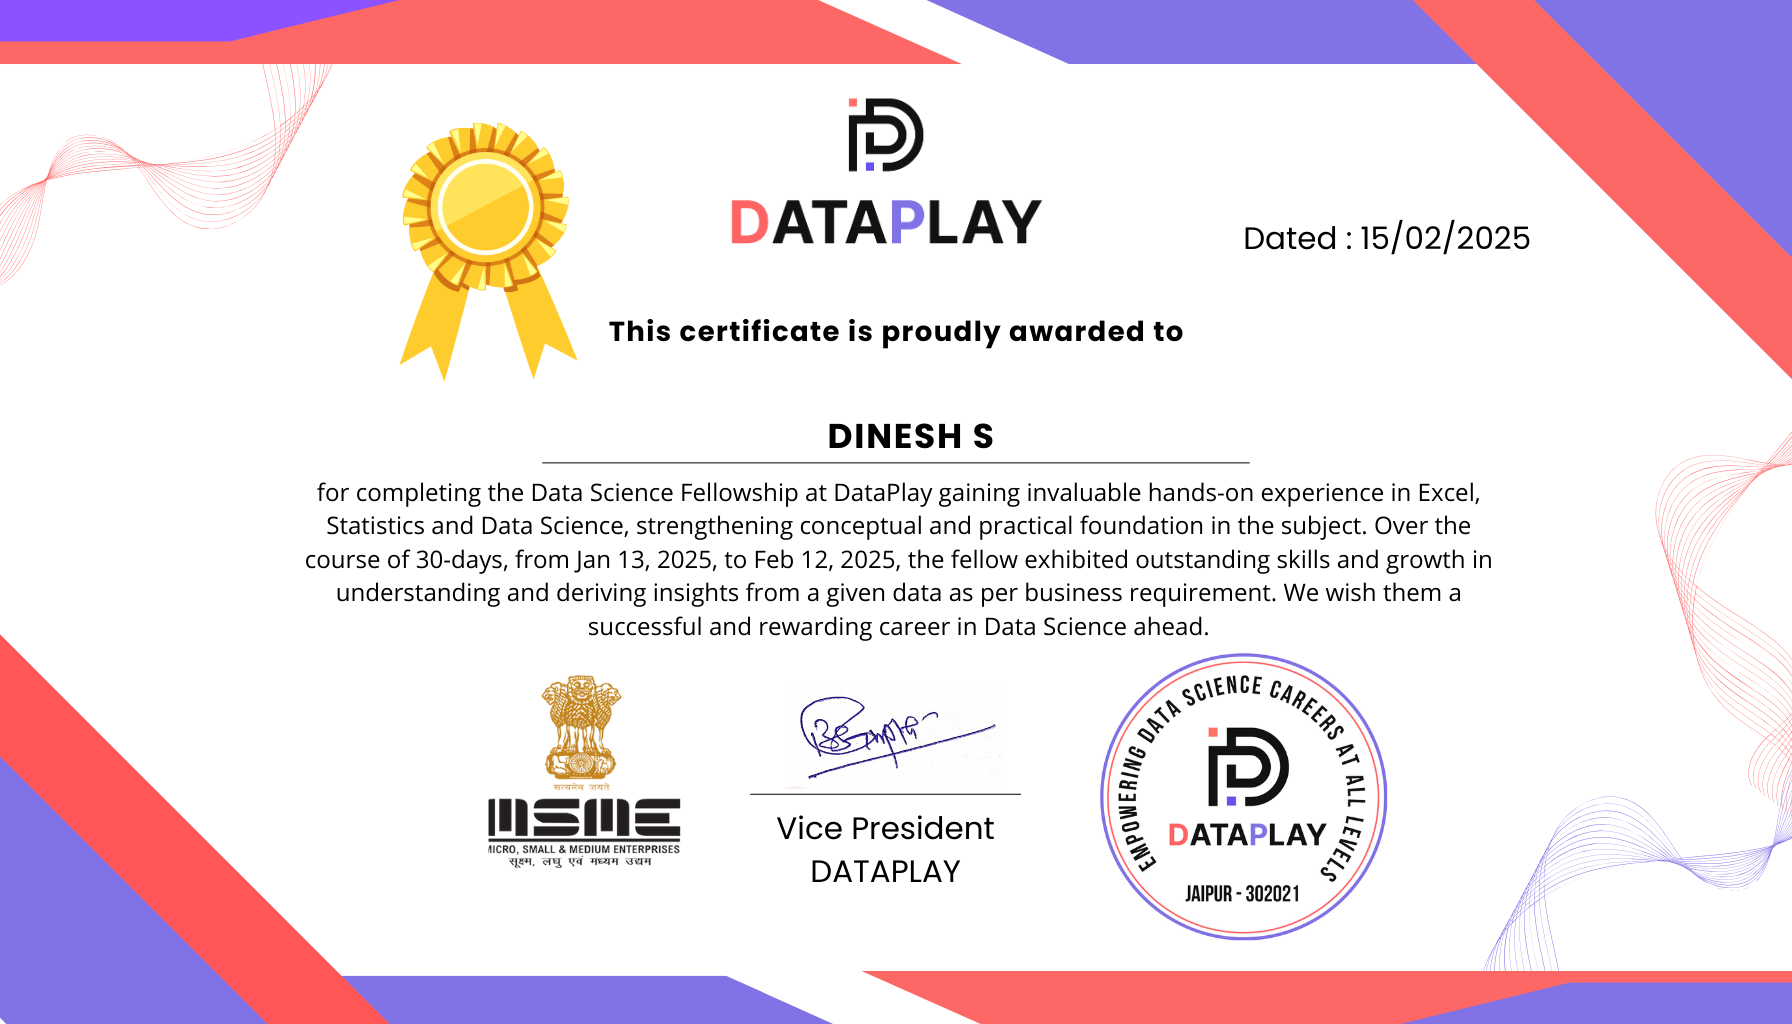 DATAPLAY
Dated : 15/02/2025
This certificate is proudly awarded to
DINESH S
for completing the Data Science Fellowship at DataPlay gaining invaluable hands-on experience in Excel,
Statistics and Data Science, strengthening conceptual and practical foundation in the subject. Over the
course of 30-days, from Jan 13, 2025, to Feb 12, 2025, the fellow exhibited outstanding skills and growth in
understanding and deriving insights from a given data as per business requirement. We wish them a
successful and rewarding career in Data Science ahead.
सत्यमेव जयते
MSME
MICRO, SMALL & MEDIUM ENTERPRISES
सूक्ष्म, लघु एवं मध्यम उद्यम
Vice President
DATAPLAY
EMPOWERING DATA SCIENCE CAREERS AT ALL LEVELS
DATAPLAY
JAIPUR - 302021